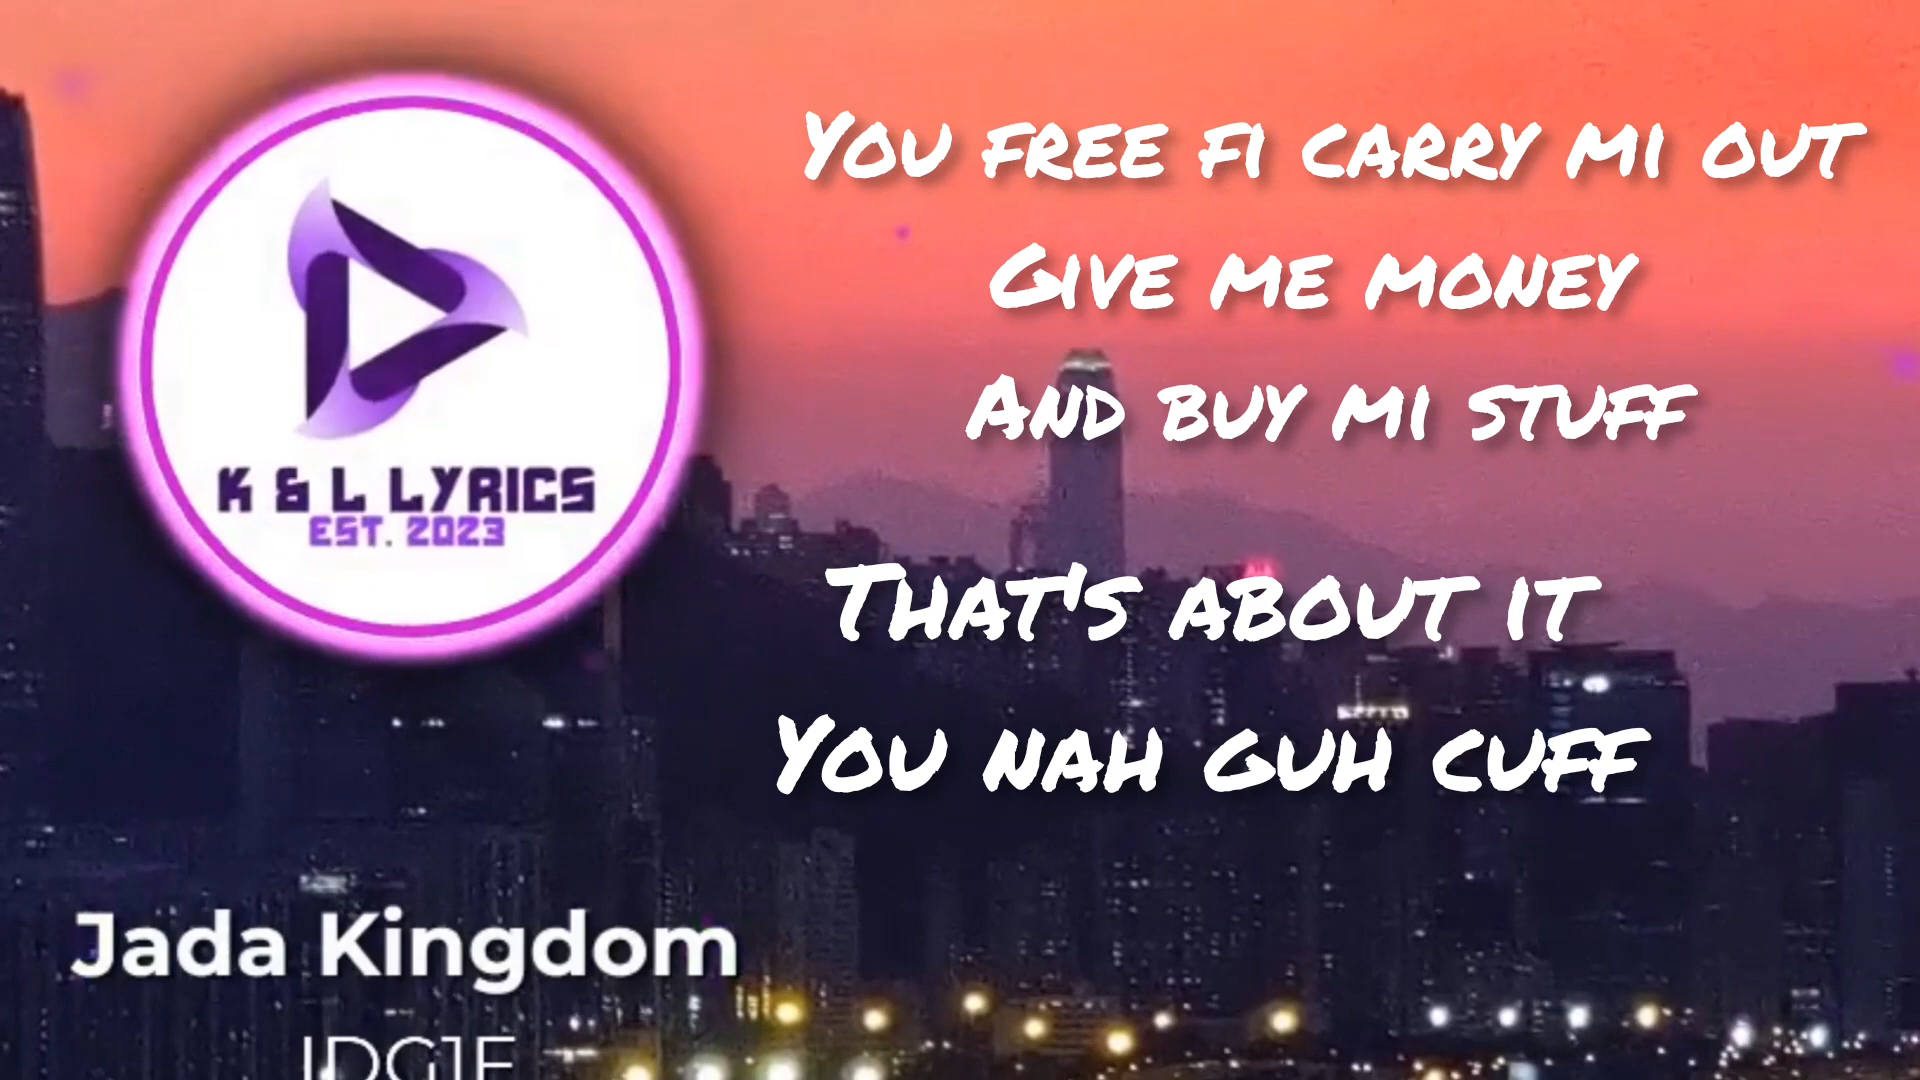 You free fi carry mi out
Give me money
And buy mi stuff
That's about it
You nah guh cuff
K & L LYRICS
EST. 2023
Jada Kingdom